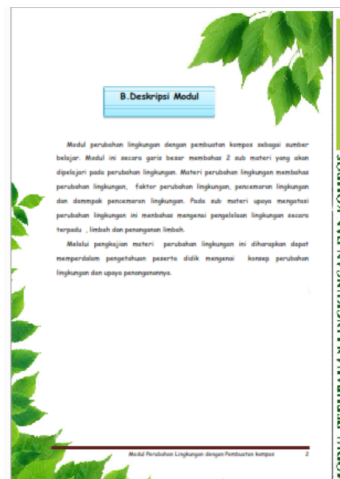 B.Deskripsi Modul
Modul perubahan lingkungan dengan pembuatan kompos sebagai sumber
belajar. Modul ini secara garis besar membahas 2 sub materi yang akan
dipelajari pada perubahan lingkungan. Materi perubahan lingkungan membahas
perubahan lingkungan, faktor perubahan lingkungan, pencemaran lingkungan
dan dammpak pencemaran lingkungan. Pada sub materi upaya mengatasi
perubahan lingkungan ini menbahas mengenai pengelolaan lingkungan secara
terpadu , limbah dan penanganan limbah.
Melalui pengkajian materi perubahan lingkungan ini diharapkan dapat
memperdalam pengetahuan peserta didik mengenai konsep perubahan
lingkungan dan upaya penanganannya.
Modul Perubahan Lingkungan dengan Pembuatan kompos 2